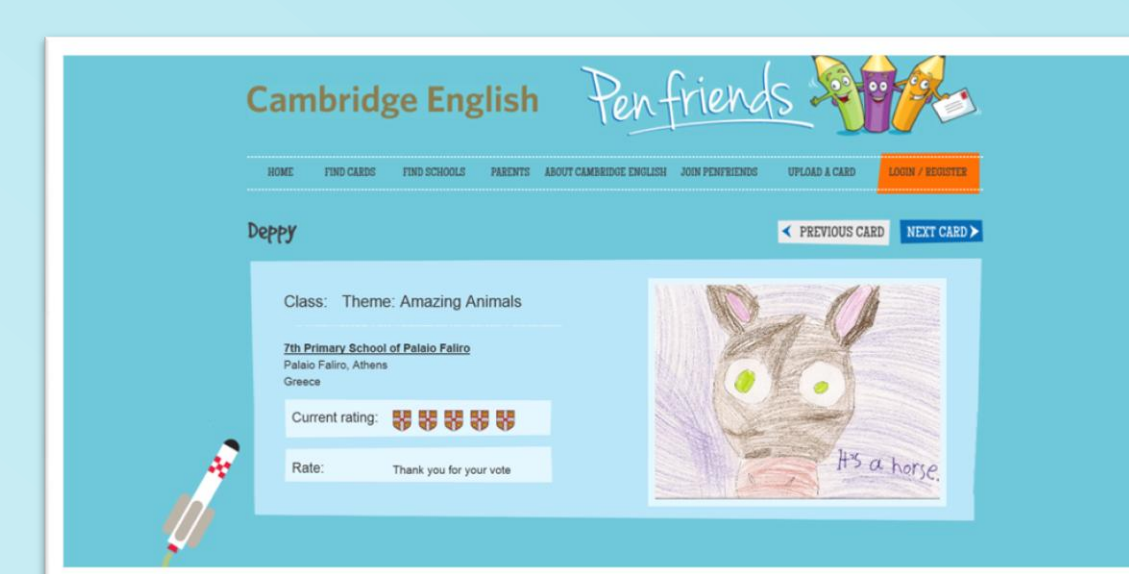 Cambridge English Penfriends
HOME FIND CARDS FIND SCHOOLS PARENTS ABOUT CAMBRIDGE ENGLISH JOIN PENFRIENDS UPLOAD A CARD LOGIN / REGISTER
Deppy
PREVIOUS CARD NEXT CARD
Class: Theme: Amazing Animals
7th Primary School of Palaio Faliro
Palaio Faliro, Athens
Greece
Current rating:
Rate: Thank you for your vote
It's a horse.